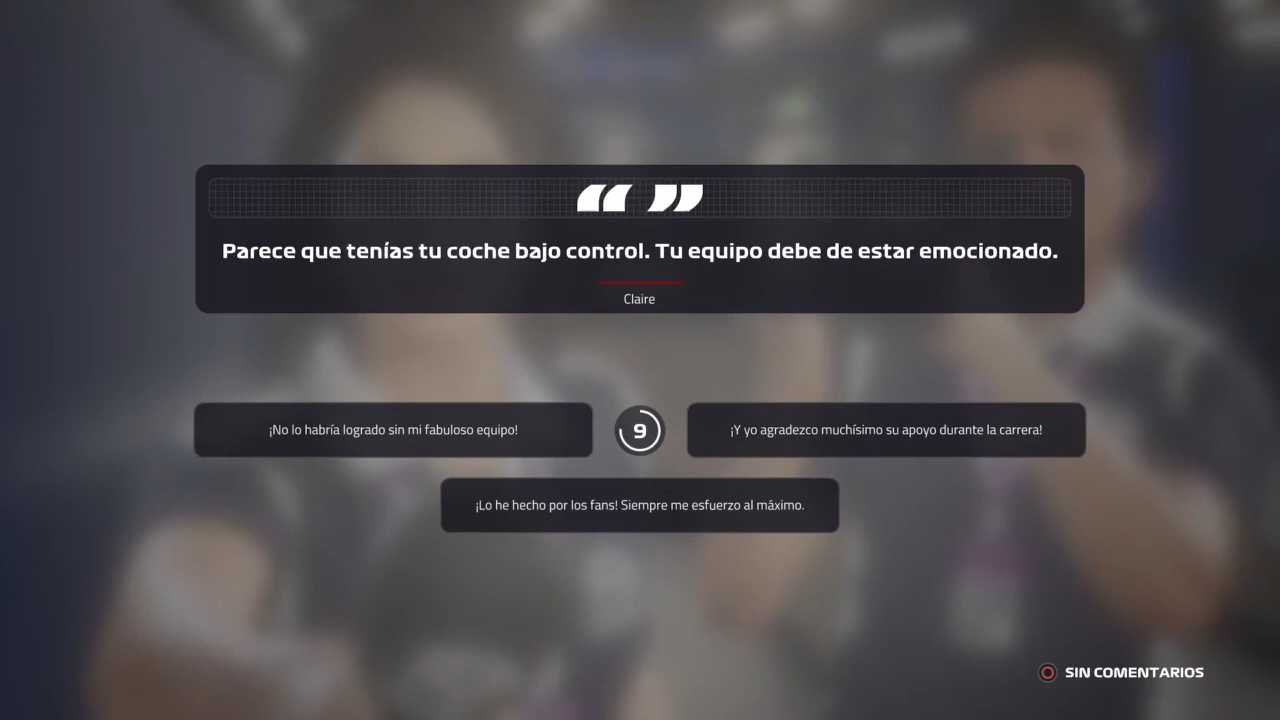 “ ”
Parece que tenías tu coche bajo control. Tu equipo debe de estar emocionado.
Claire
¡No lo habría logrado sin mi fabuloso equipo!
9
¡Y yo agradezco muchísimo su apoyo durante la carrera!
¡Lo he hecho por los fans! Siempre me esfuerzo al máximo.
SIN COMENTARIOS